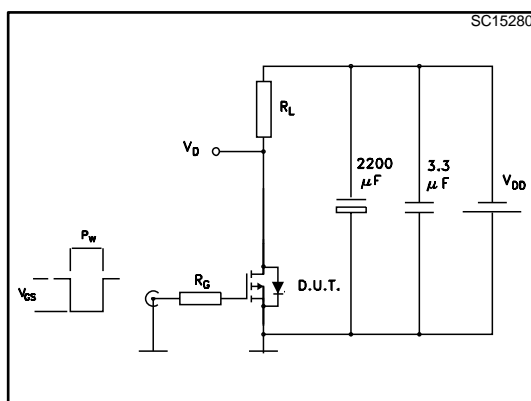 SC15280
R_L
V_D
2200
μF
3.3
μF
V_DD
P_W
V_GS
R_G
D.U.T.